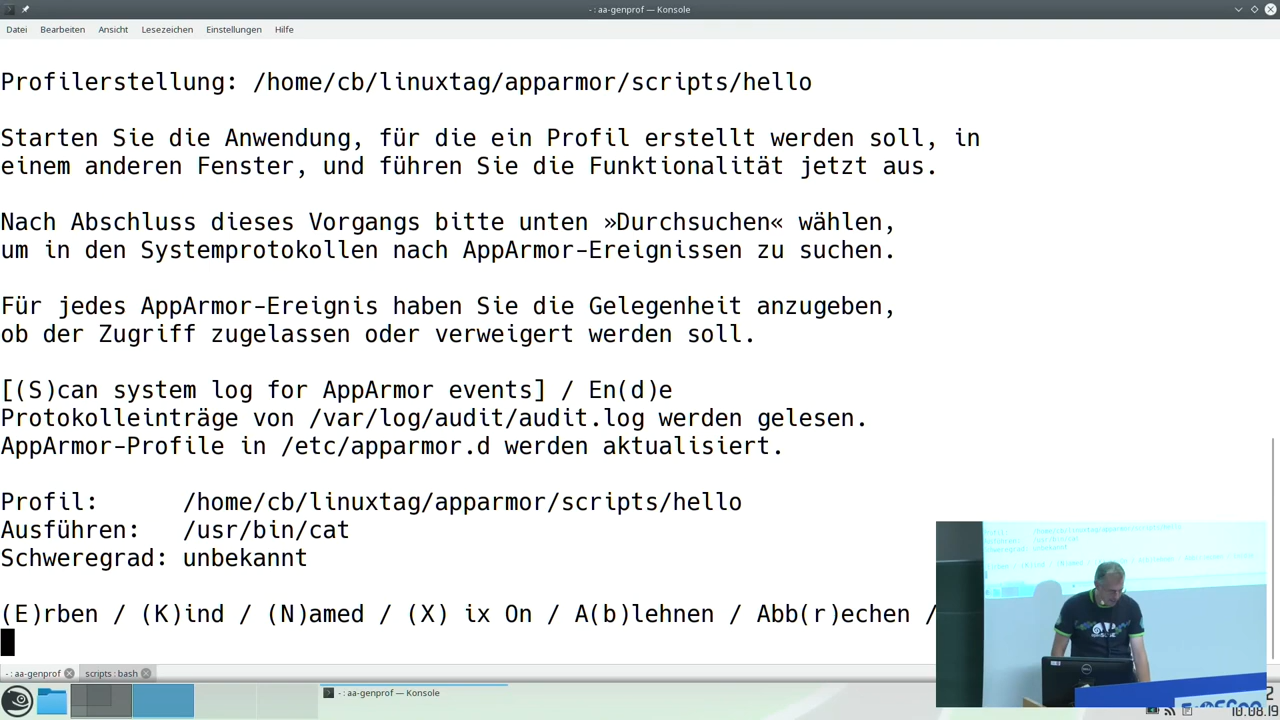 - : aa-genprof — Konsole
Datei Bearbeiten Ansicht Lesezeichen Einstellungen Hilfe
Profilerstellung: /home/cb/linuxtag/apparmor/scripts/hello
Starten Sie die Anwendung, für die ein Profil erstellt werden soll, in
einem anderen Fenster, und führen Sie die Funktionalität jetzt aus.
Nach Abschluss dieses Vorgangs bitte unten »Durchsuchen« wählen,
um in den Systemprotokollen nach AppArmor-Ereignissen zu suchen.
Für jedes AppArmor-Ereignis haben Sie die Gelegenheit anzugeben,
ob der Zugriff zugelassen oder verweigert werden soll.
[(S)can system log for AppArmor events] / En(d)e
Protokolleinträge von /var/log/audit/audit.log werden gelesen.
AppArmor-Profile in /etc/apparmor.d werden aktualisiert.
Profil: /home/cb/linuxtag/apparmor/scripts/hello
Ausführen: /usr/bin/cat
Schweregrad: unbekannt
(E)rben / (K)ind / (N)amed / (X) ix On / A(b)lehnen / Abb(r)echen /
- : aa-genprof scripts : bash
- : aa-genprof — Konsole
10.08.19